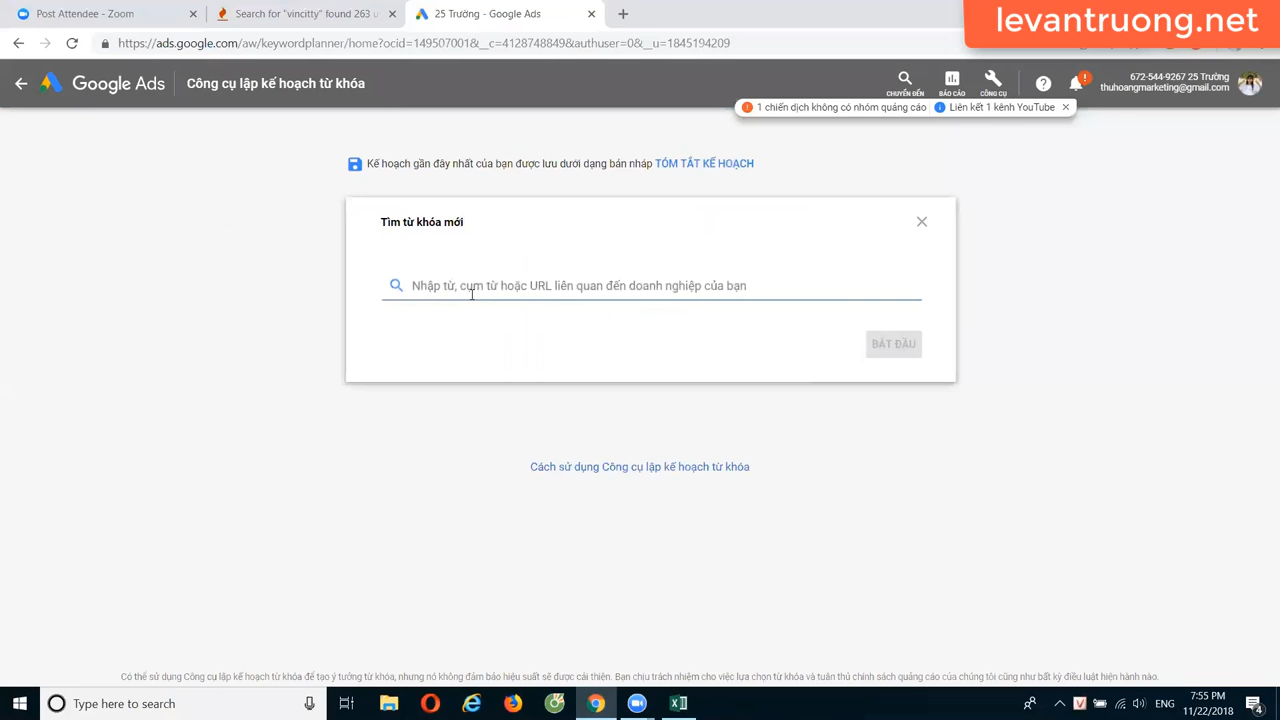 Post Attendee - Zoom
Search for "vincitty" found 263 u
25 Trường - Google Ads
levantruong.net
https://ads.google.com/aw/keywordplanner/home?ocid=149507001&__c=4128748849&authuser=0&__u=1845194209
Google Ads
Công cụ lập kế hoạch từ khóa
CHUYỂN ĐẾN
BÁO CÁO
CÔNG CỤ
672-544-9267 25 Trường
thuhoangmarketing@gmail.com
1 chiến dịch không có nhóm quảng cáo
Liên kết 1 kênh YouTube
Kế hoạch gần đây nhất của bạn được lưu dưới dạng bản nháp TÓM TẮT KẾ HOẠCH
Tìm từ khóa mới
Nhập từ, cụm từ hoặc URL liên quan đến doanh nghiệp của bạn
BẮT ĐẦU
Cách sử dụng Công cụ lập kế hoạch từ khóa
Có thể sử dụng Công cụ lập kế hoạch từ khóa để tạo ý tưởng từ khóa, nhưng nó không đảm bảo hiệu suất sẽ được cải thiện. Bạn chịu trách nhiệm cho việc lựa chọn từ khóa và tuân thủ chính sách quảng cáo của chúng tôi cũng như bất kỳ điều luật hiện hành nào.
Type here to search
ENG
7:55 PM
11/22/2018
4